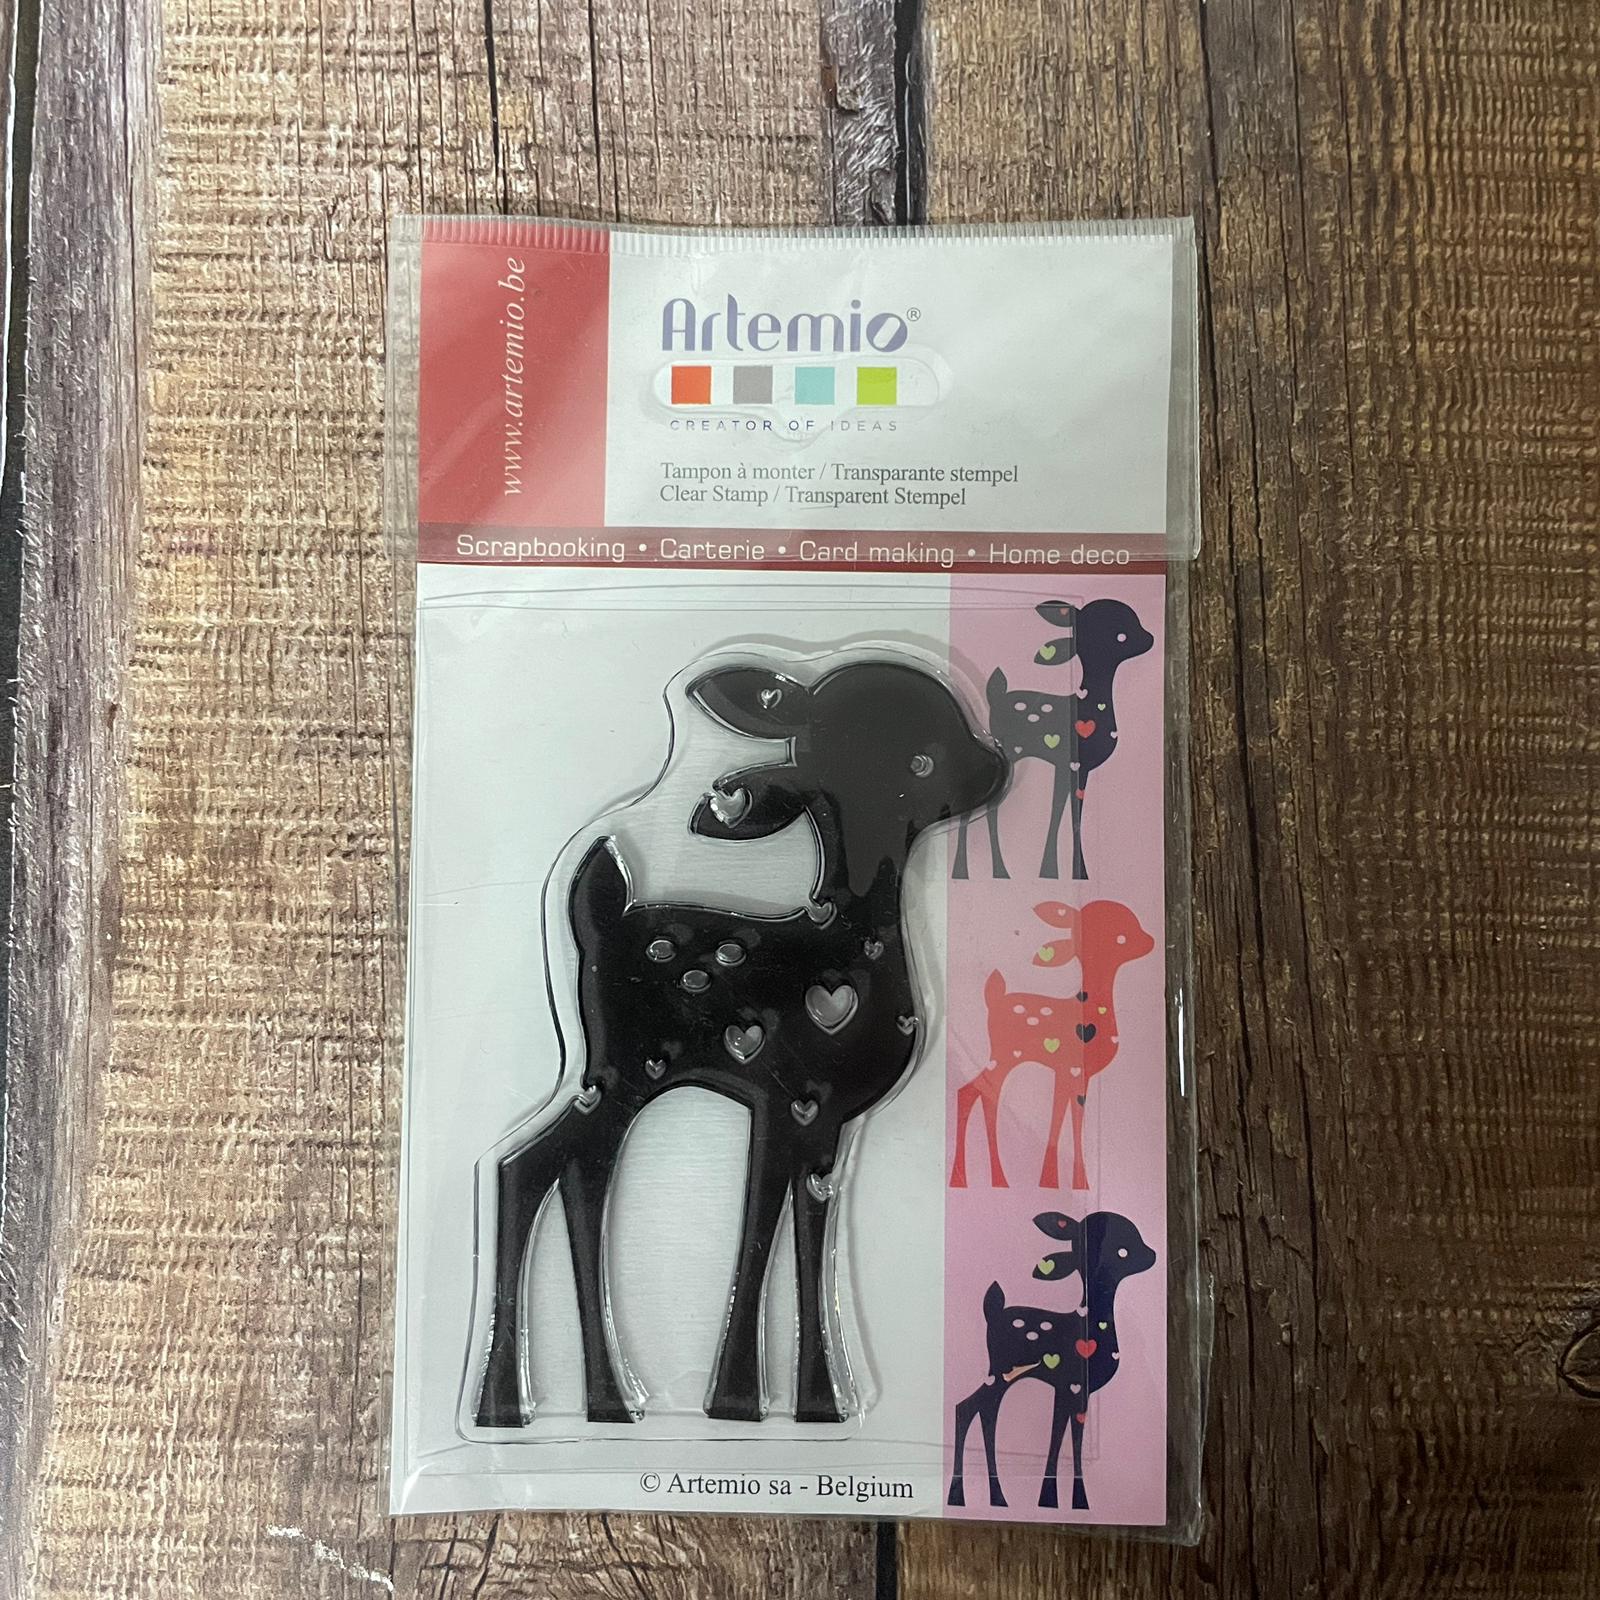 www.artemio.be
Artemio®
CREATOR OF IDEAS
Tampon à monter / Transparante stempel
Clear Stamp / Transparent Stempel
Scrapbooking • Carterie • Card making • Home deco
© Artemio sa - Belgium